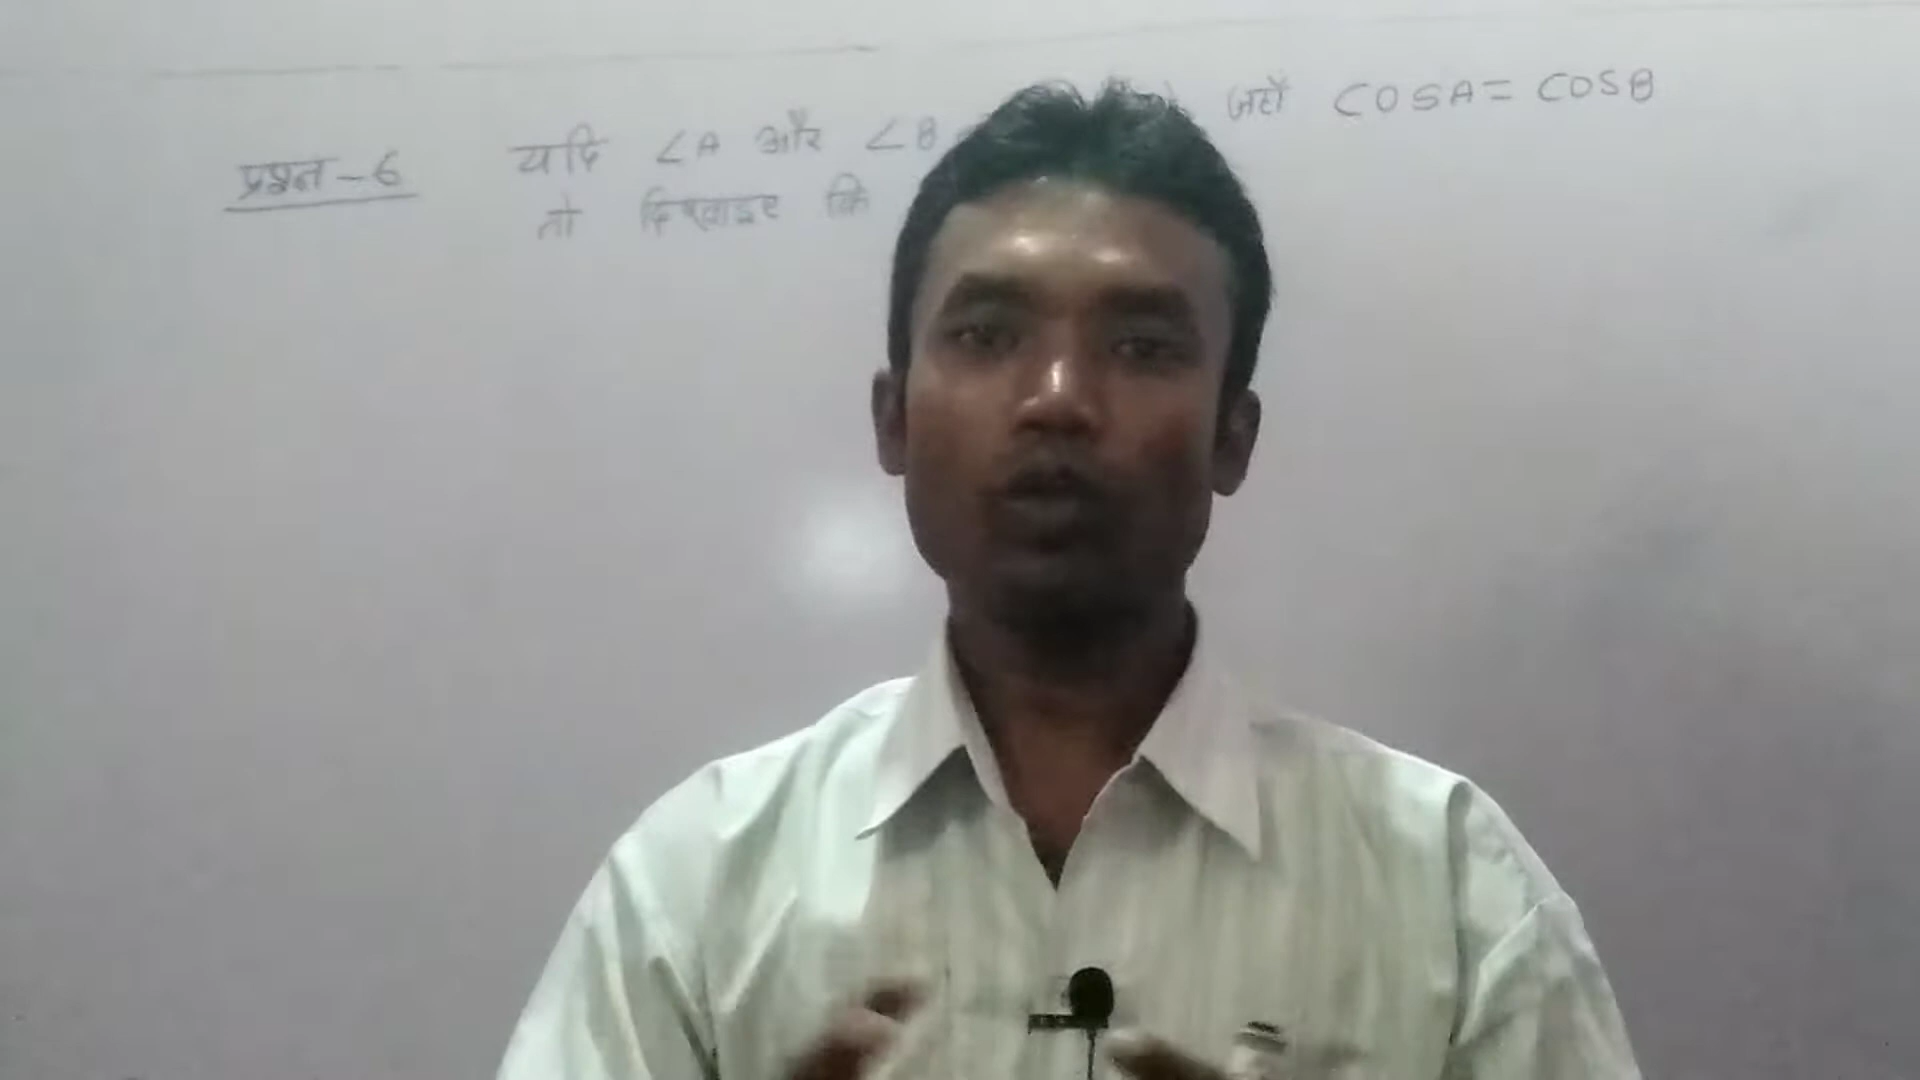 प्रश्न-6 यदि ∠A और ∠B जहाँ COSA = COSB
तो दिखाइए कि